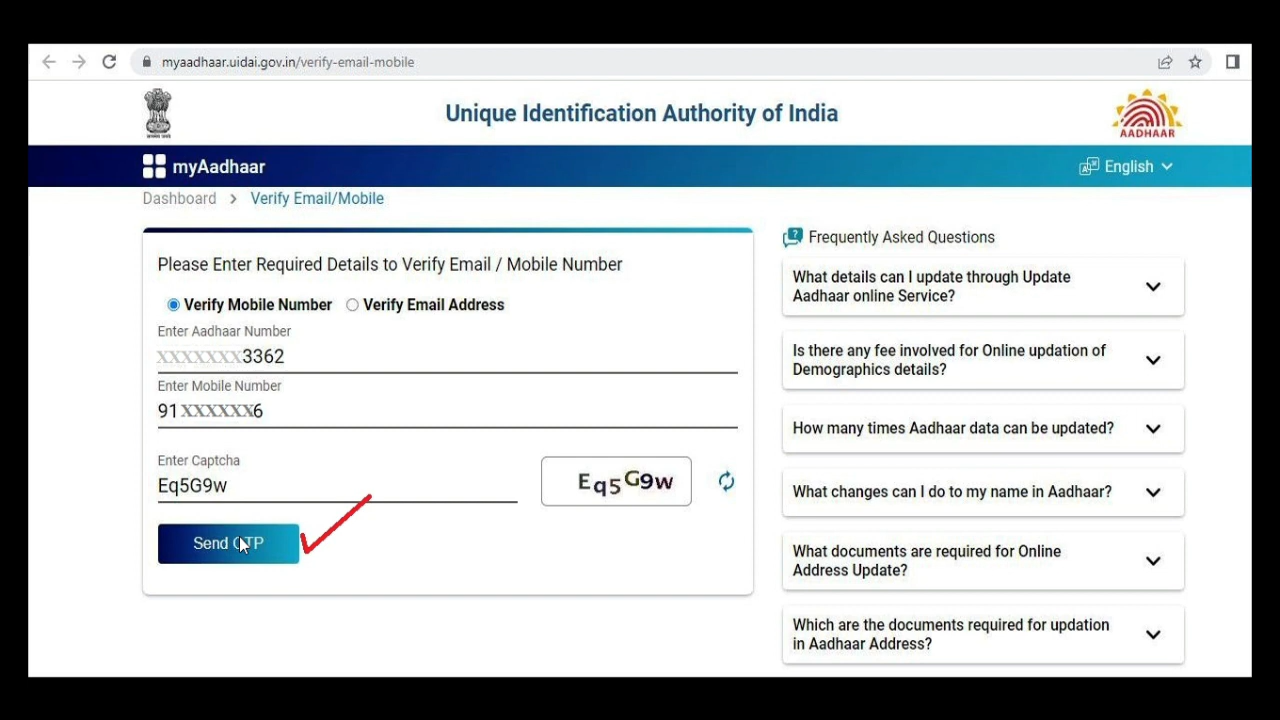 myaadhaar.uidai.gov.in/verify-email-mobile
Unique Identification Authority of India
AADHAAR
myAadhaar
English
Dashboard > Verify Email/Mobile
Please Enter Required Details to Verify Email / Mobile Number
Verify Mobile Number Verify Email Address
Enter Aadhaar Number
XXXXXXX3362
Enter Mobile Number
91XXXXXX6
Enter Captcha
Eq5G9w
Eq5G9w
Send OTP
Frequently Asked Questions
What details can I update through Update
Aadhaar online Service?
Is there any fee involved for Online updation of
Demographics details?
How many times Aadhaar data can be updated?
What changes can I do to my name in Aadhaar?
What documents are required for Online
Address Update?
Which are the documents required for updation
in Aadhaar Address?